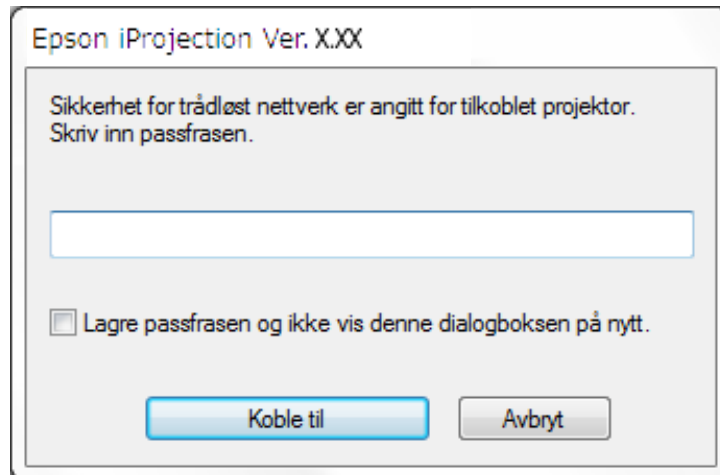 Epson iProjection Ver. X.XX
Sikkerhet for trådløst nettverk er angitt for tilkoblet projektor.
Skriv inn passfrasen.
Lagre passfrasen og ikke vis denne dialogboksen på nytt.
Koble til
Avbryt